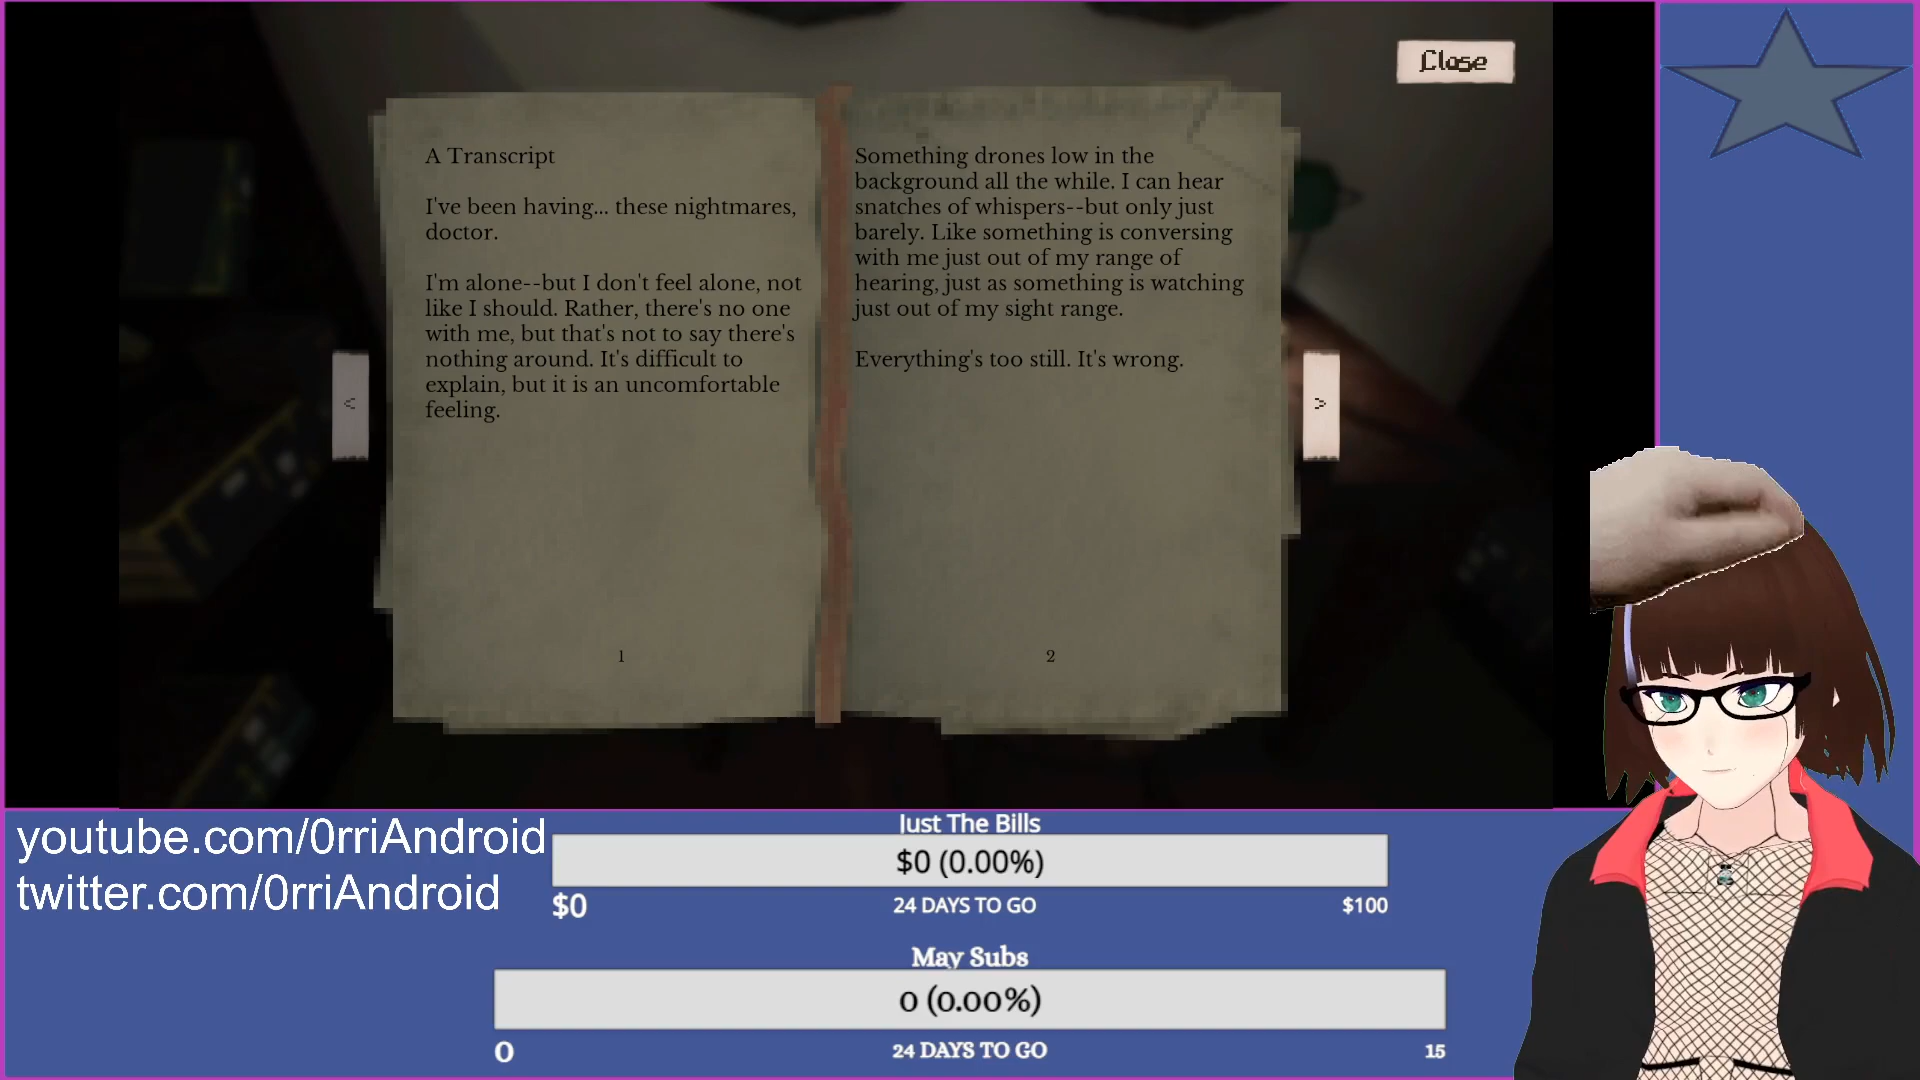 Close
A Transcript
I've been having... these nightmares,
doctor.
I'm alone--but I don't feel alone, not
like I should. Rather, there's no one
with me, but that's not to say there's
nothing around. It's difficult to
explain, but it is an uncomfortable
feeling.
1
Something drones low in the
background all the while. I can hear
snatches of whispers--but only just
barely. Like something is conversing
with me just out of my range of
hearing, just as something is watching
just out of my sight range.
Everything's too still. It's wrong.
2
<
>
youtube.com/0rriAndroid
twitter.com/0rriAndroid
Just The Bills
$0 (0.00%)
$0
24 DAYS TO GO
$100
May Subs
0 (0.00%)
0
24 DAYS TO GO
15